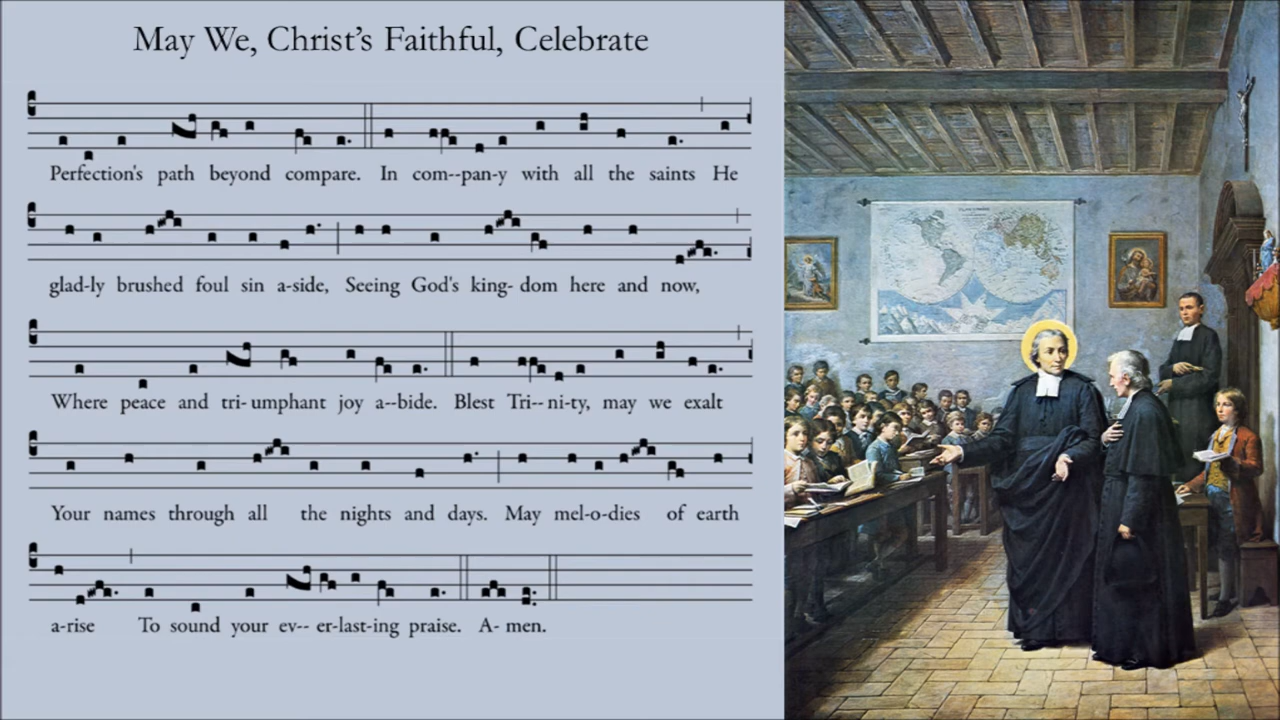 May We, Christ's Faithful, Celebrate
Perfection's path beyond compare. In com--pan-y with all the saints He
glad-ly brushed foul sin a-side, Seeing God's king- dom here and now,
Where peace and tri- umphant joy a--bide. Blest Tri-- ni-ty, may we exalt
Your names through all the nights and days. May mel-o-dies of earth
a-rise To sound your ev-- er-last-ing praise. A- men.